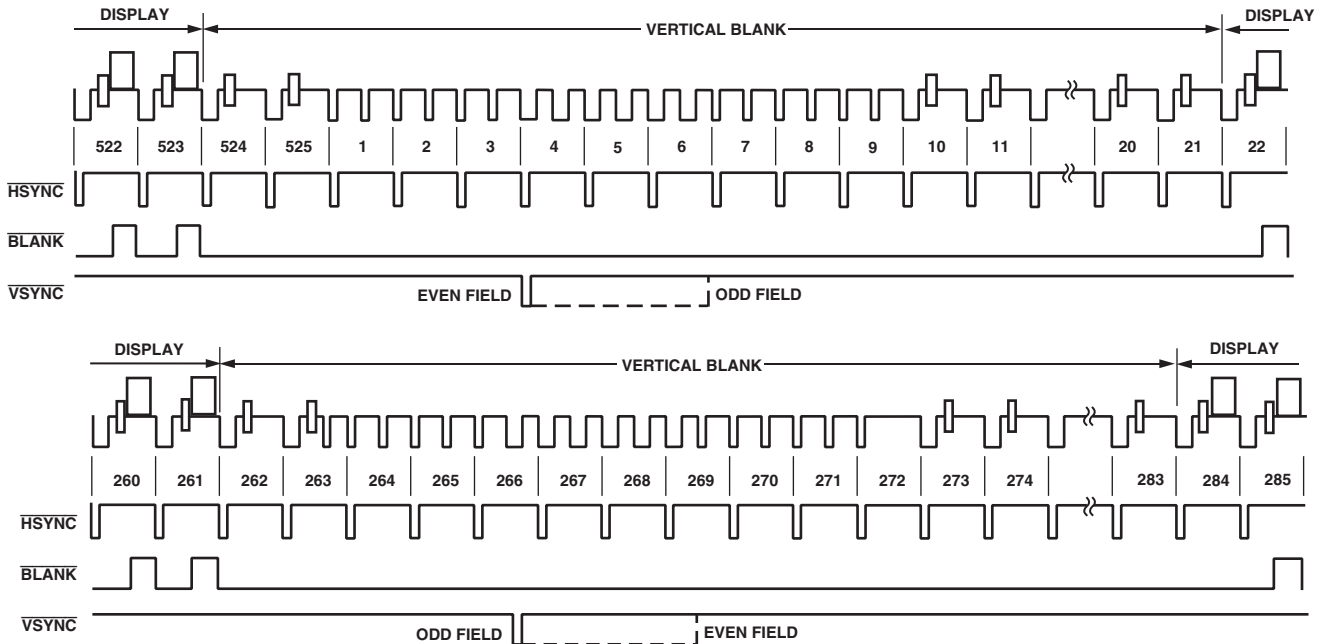 DISPLAY VERTICAL BLANK DISPLAY
522 523 524 525 1 2 3 4 5 6 7 8 9 10 11 20 21 22
HSYNC
BLANK
VSYNC EVEN FIELD ODD FIELD
DISPLAY VERTICAL BLANK DISPLAY
260 261 262 263 264 265 266 267 268 269 270 271 272 273 274 283 284 285
HSYNC
BLANK
VSYNC ODD FIELD EVEN FIELD